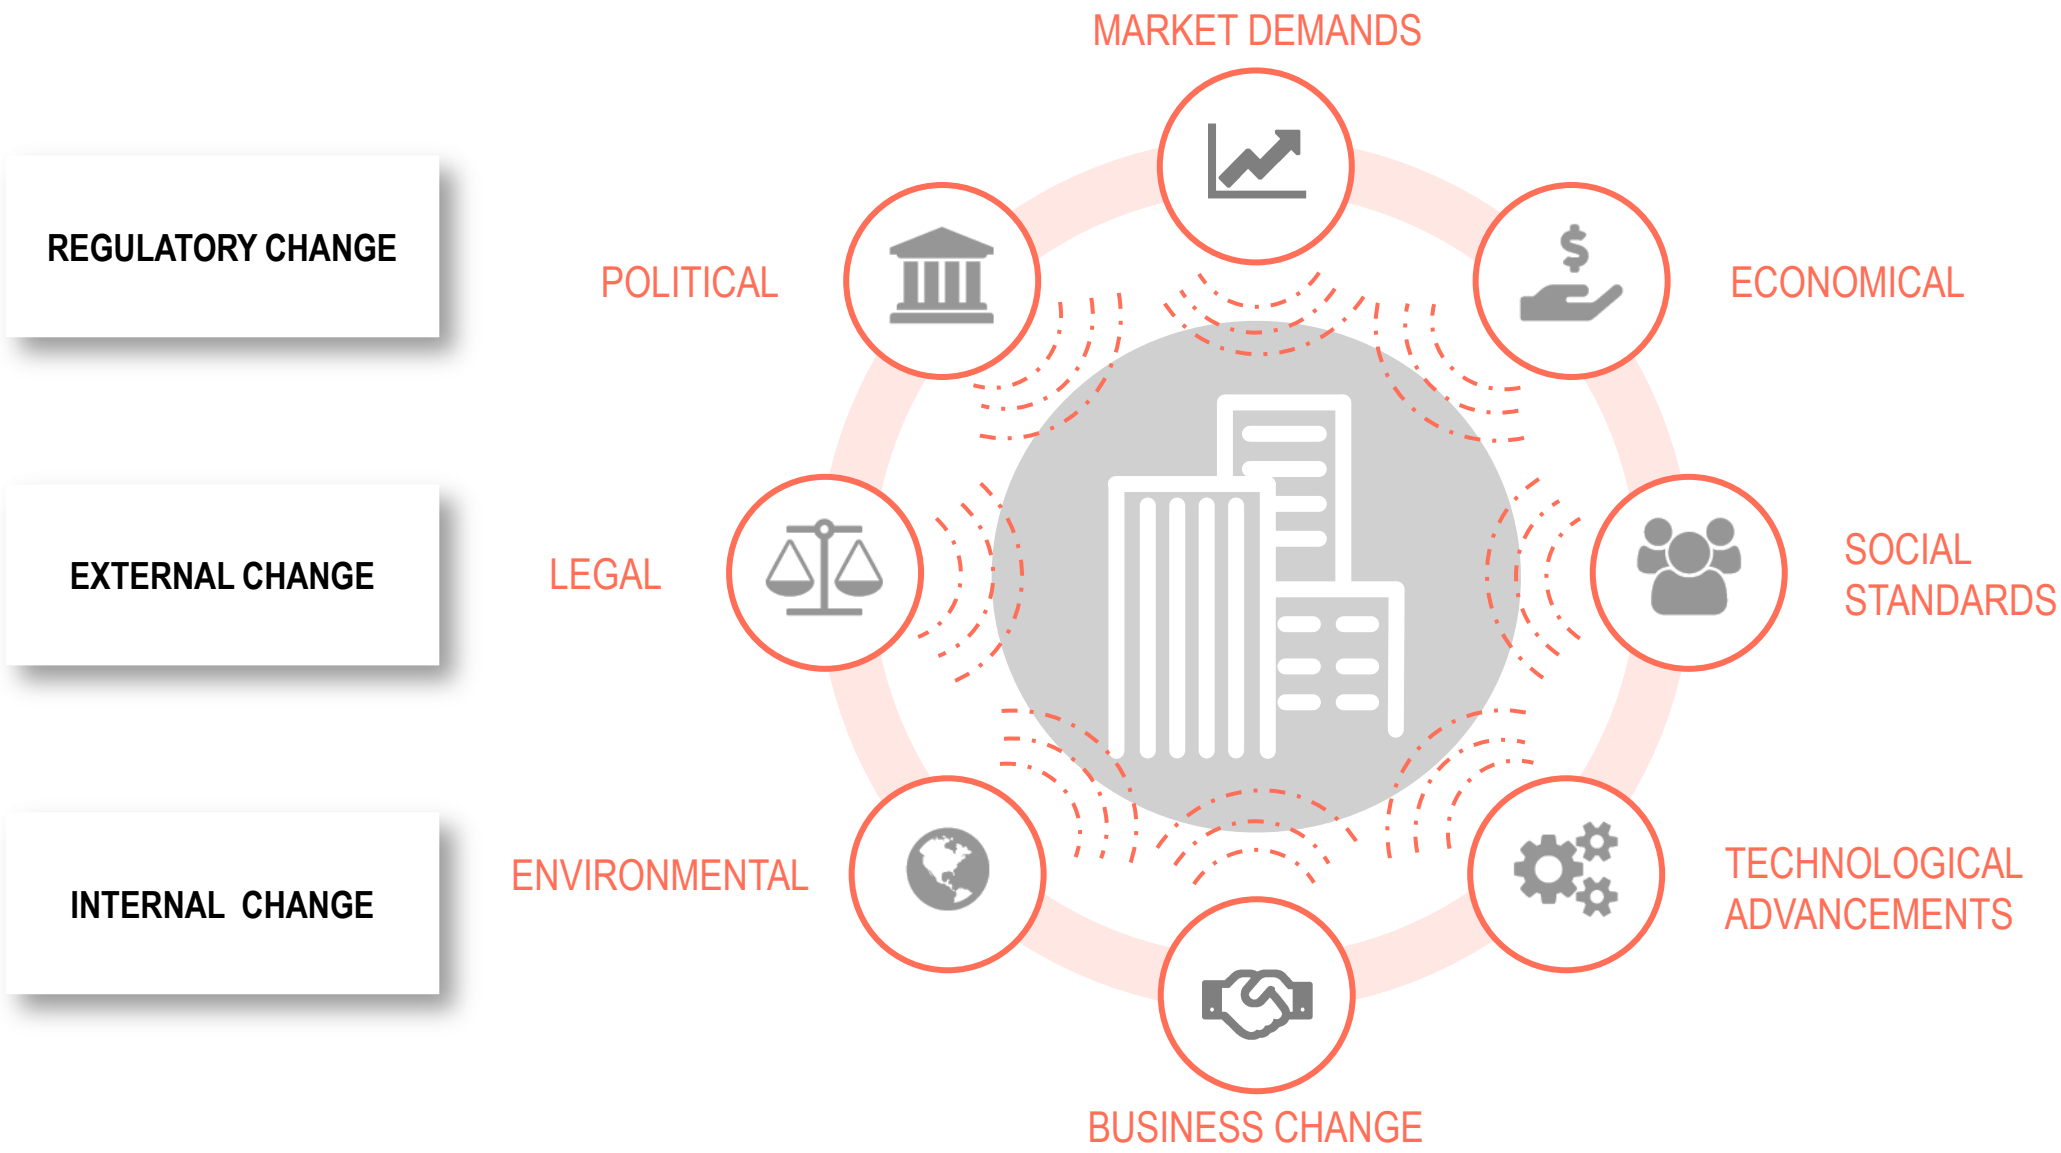 REGULATORY CHANGE
EXTERNAL CHANGE
INTERNAL CHANGE
MARKET DEMANDS
POLITICAL
ECONOMICAL
LEGAL
SOCIAL
STANDARDS
ENVIRONMENTAL
TECHNOLOGICAL
ADVANCEMENTS
BUSINESS CHANGE